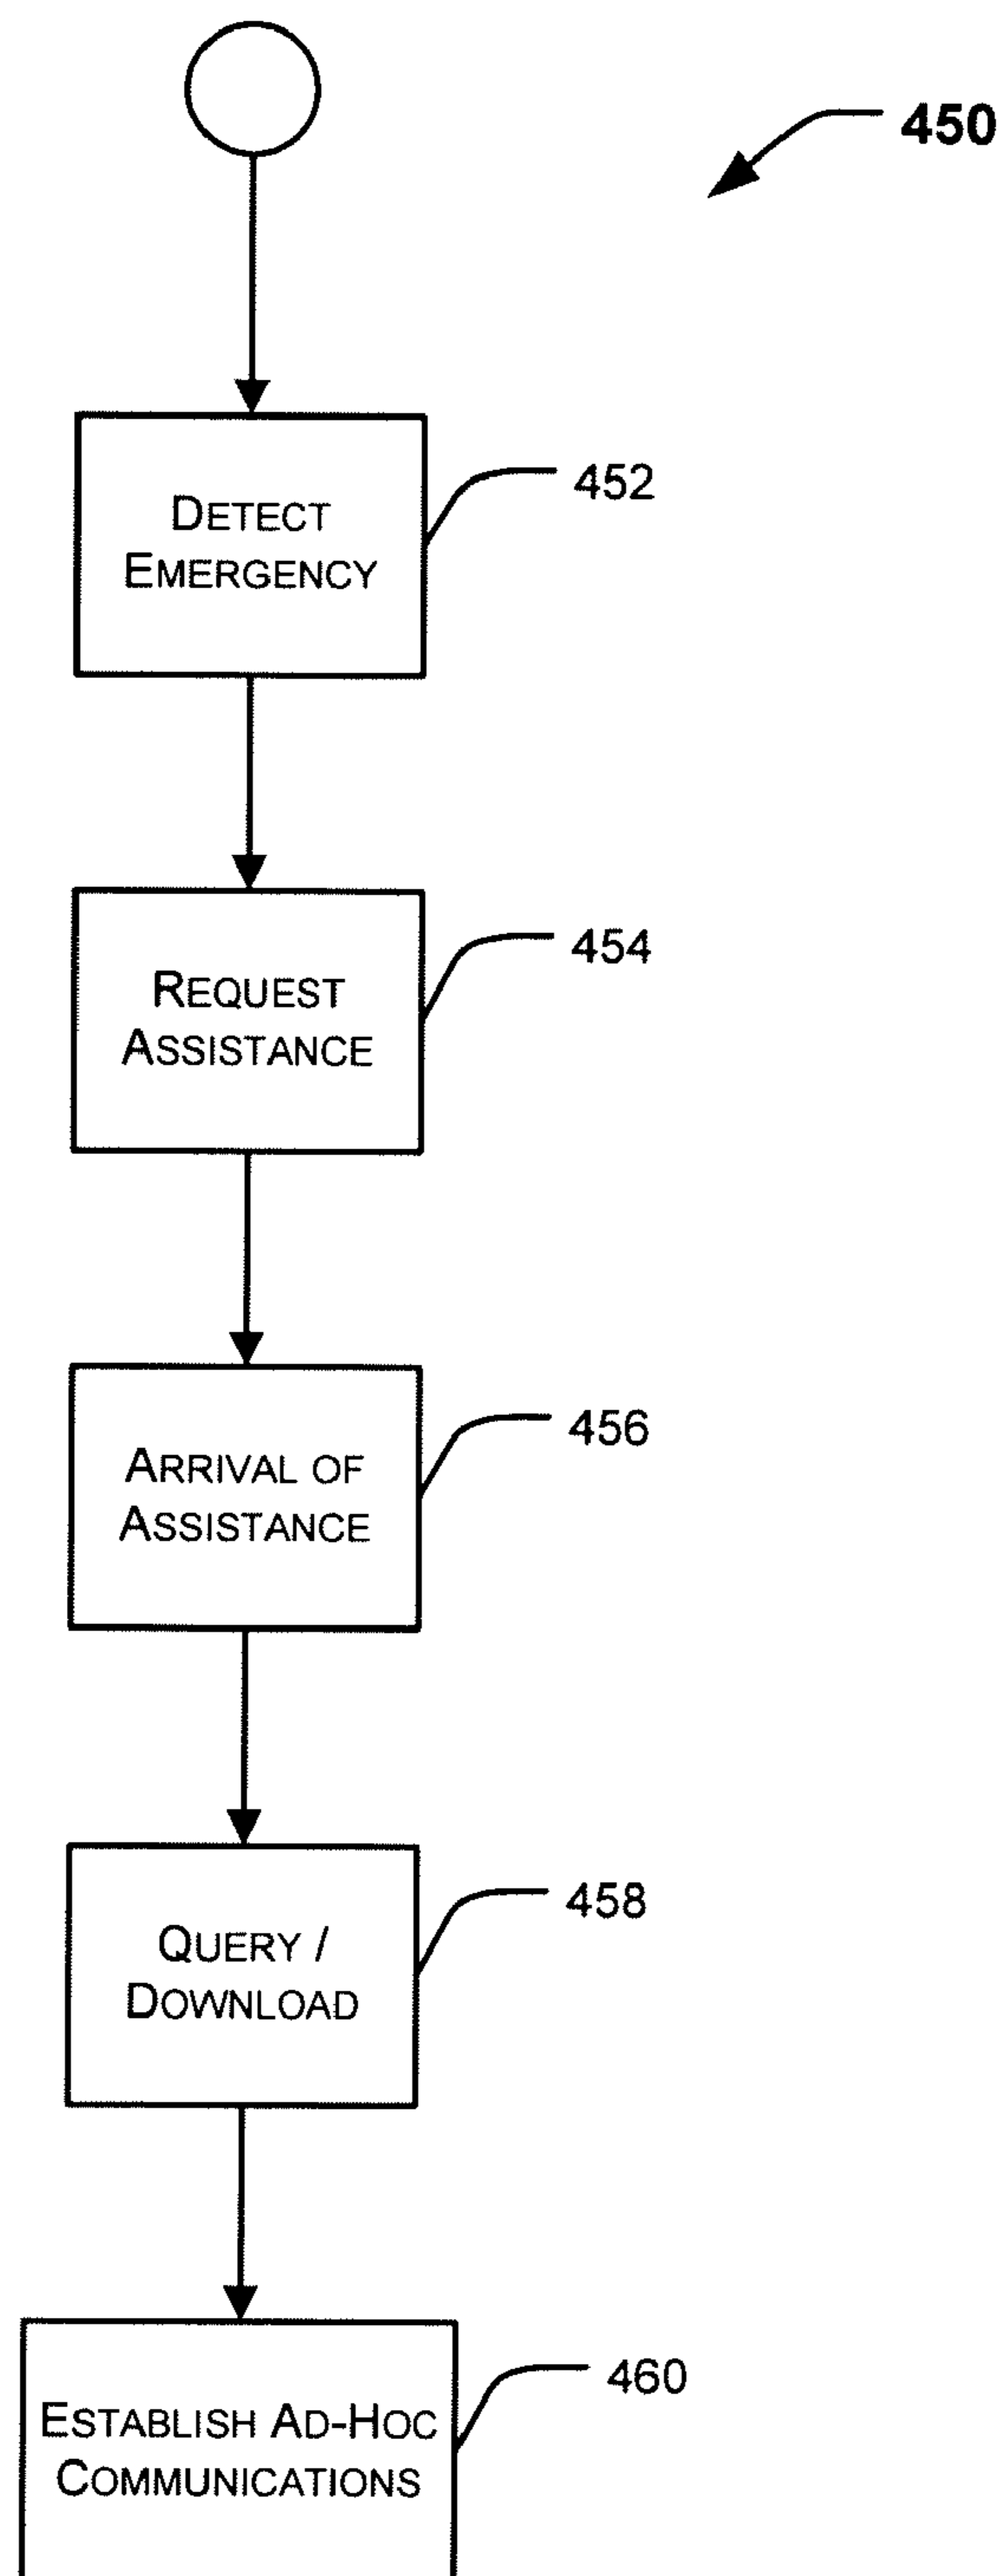 450
DETECT
EMERGENCY
452
REQUEST
ASSISTANCE
454
ARRIVAL OF
ASSISTANCE
456
QUERY /
DOWNLOAD
458
ESTABLISH AD-HOC
COMMUNICATIONS
460